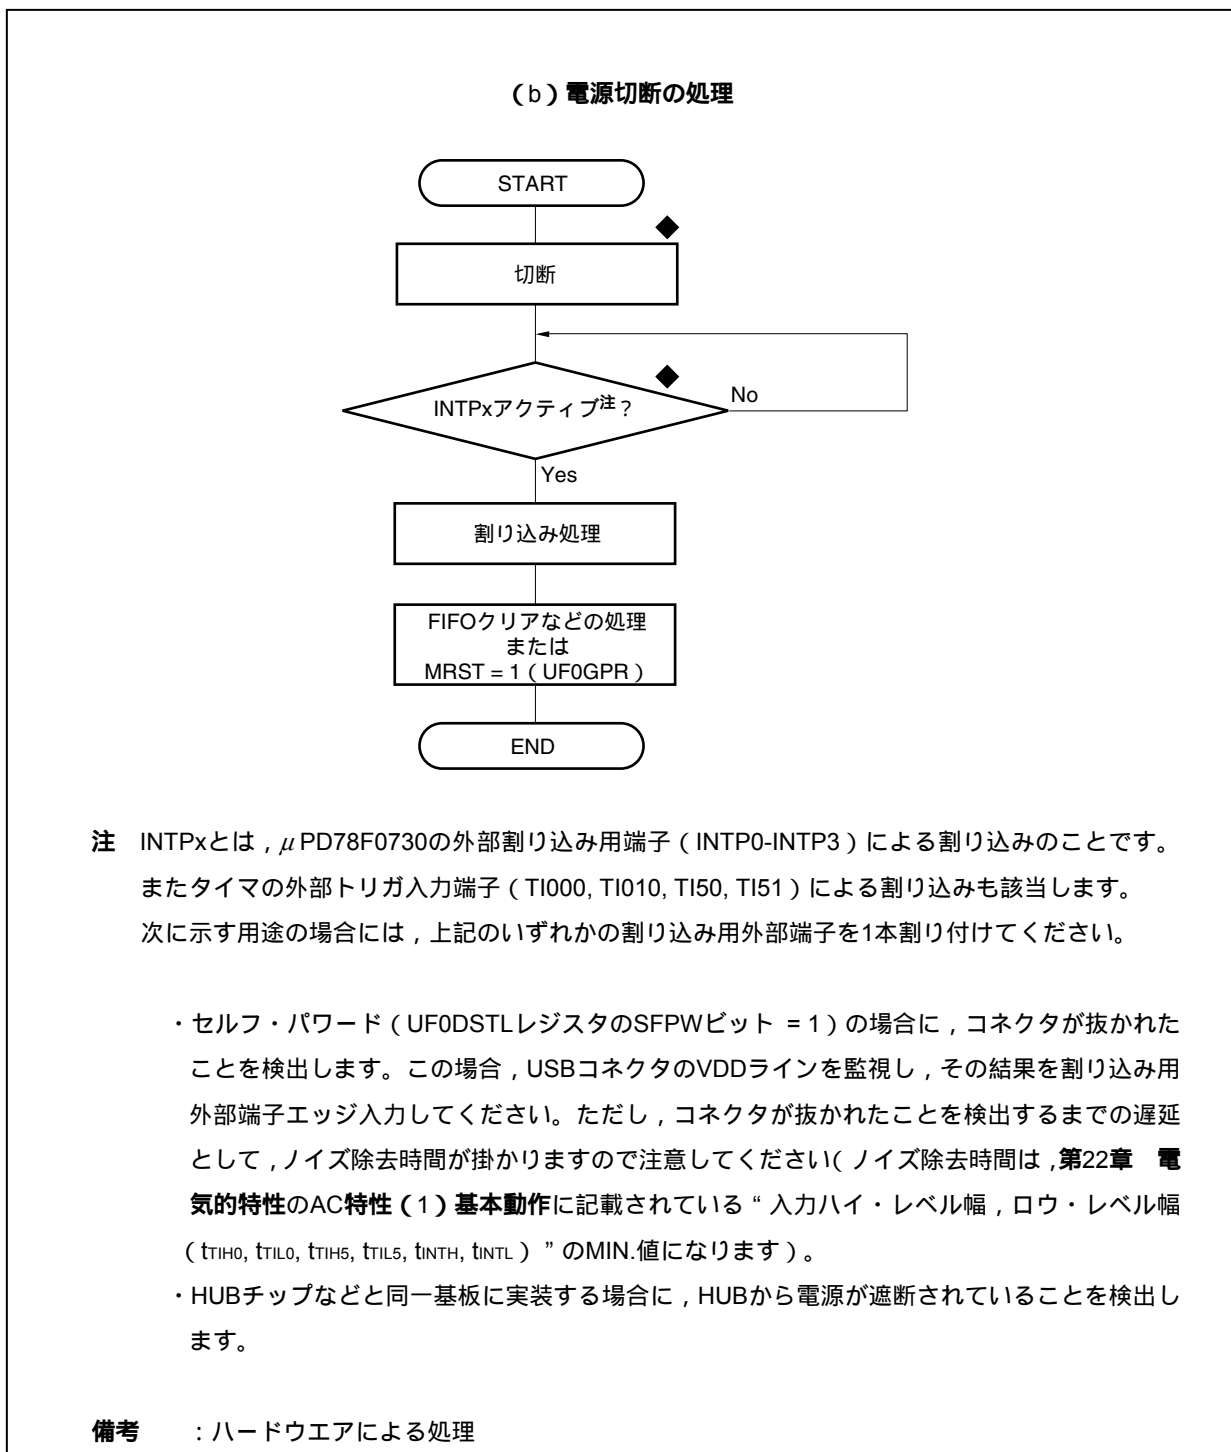 （b）電源切断の処理
START
切断
INTPxアクティブ注？
No
Yes
割り込み処理
FIFOクリアなどの処理
または
MRST = 1（UF0GPR）
END
注　INTPxとは，μPD78F0730の外部割り込み用端子（INTP0-INTP3）による割り込みのことです。
またタイマの外部トリガ入力端子（TI000, TI010, TI50, TI51）による割り込みも該当します。
次に示す用途の場合には，上記のいずれかの割り込み用外部端子を1本割り付けてください。
・セルフ・パワード（UF0DSTLレジスタのSFPWビット = 1）の場合に，コネクタが抜かれた
ことを検出します。この場合，USBコネクタのVDDラインを監視し，その結果を割り込み用
外部端子エッジ入力してください。ただし，コネクタが抜かれたことを検出するまでの遅延
として，ノイズ除去時間が掛かりますので注意してください（ノイズ除去時間は，第22章　電
気的特性のAC特性（1）基本動作に記載されている“入力ハイ・レベル幅，ロウ・レベル幅
（tTIH0, tTIL0, tTIH5, tTIL5, tINTH, tINTL）”のMIN.値になります）。
・HUBチップなどと同一基板に実装する場合に，HUBから電源が遮断されていることを検出し
ます。
備考　　：ハードウエアによる処理